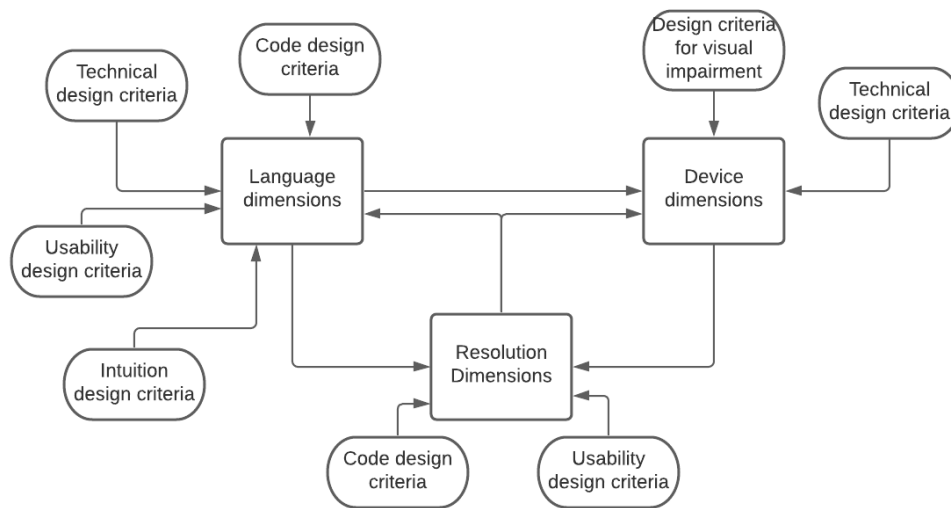 Code design
criteria
Design criteria
for visual
impairment
Technical
design criteria
Technical
design criteria
Language
dimensions
Device
dimensions
Usability
design criteria
Resolution
Dimensions
Intuition
design criteria
Code design
criteria
Usability
design criteria